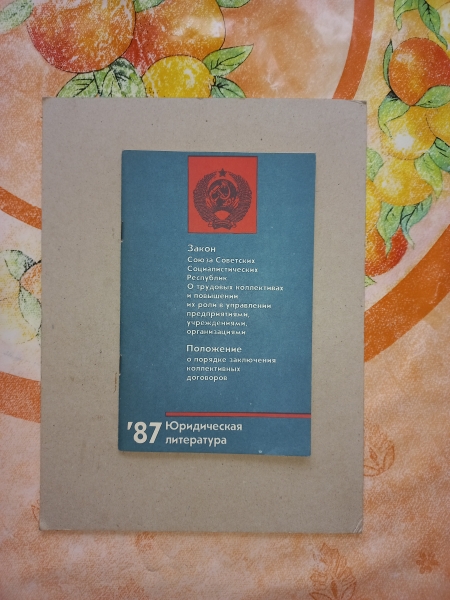 Закон
Союза Советских
Социалистических
Республик
О трудовых коллективах
и повышении
их роли в управлении
предприятиями,
учреждениями,
организациями
Положение
о порядке заключения
коллективных
договоров
'87 Юридическая
литература